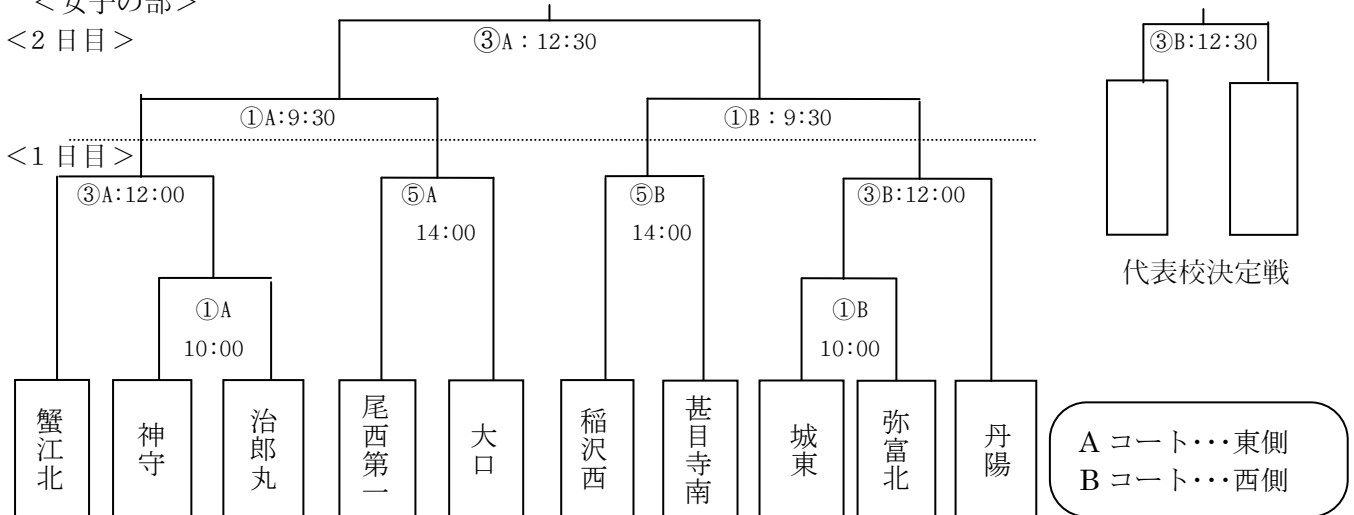 ＜女子の部＞
＜2 日目＞
③A：12:30
③B:12:30
①A:9:30
①B：9:30
＜1 日目＞
③A:12:00
⑤A
14:00
⑤B
14:00
③B:12:00
代表校決定戦
①A
10:00
①B
10:00
蟹江北
神守
治郎丸
尾西第一
大口
稲沢西
甚目寺南
城東
弥富北
丹陽
A コート･･･東側
B コート･･･西側